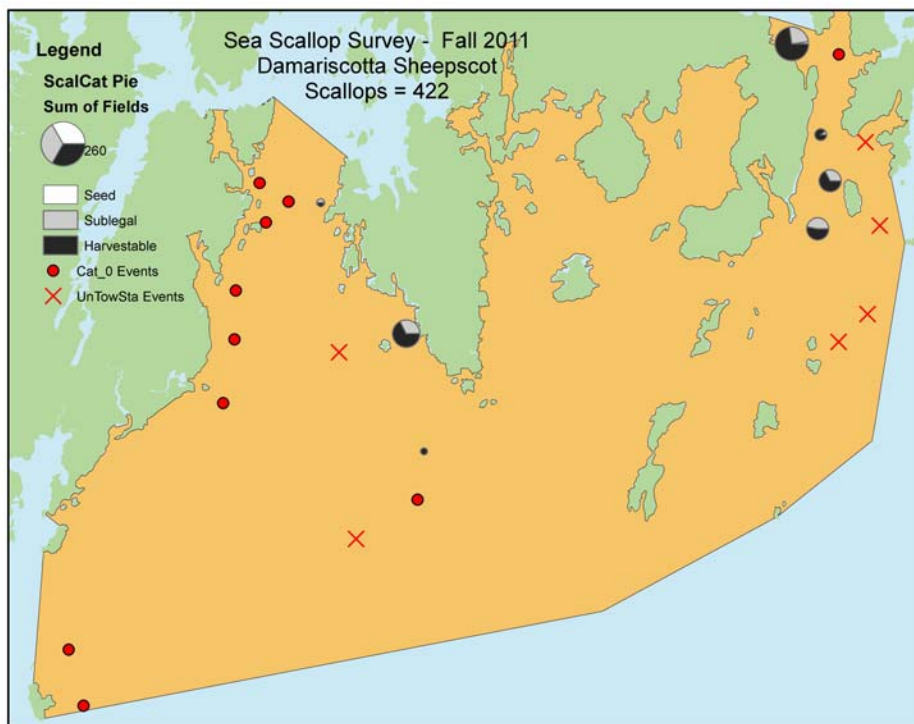 Sea Scallop Survey - Fall 2011
Damariscotta Sheepscot
Scallops = 422
Legend
ScalCat Pie
Sum of Fields
260
Seed
Sublegal
Harvestable
Cat_0 Events
UnTowSta Events